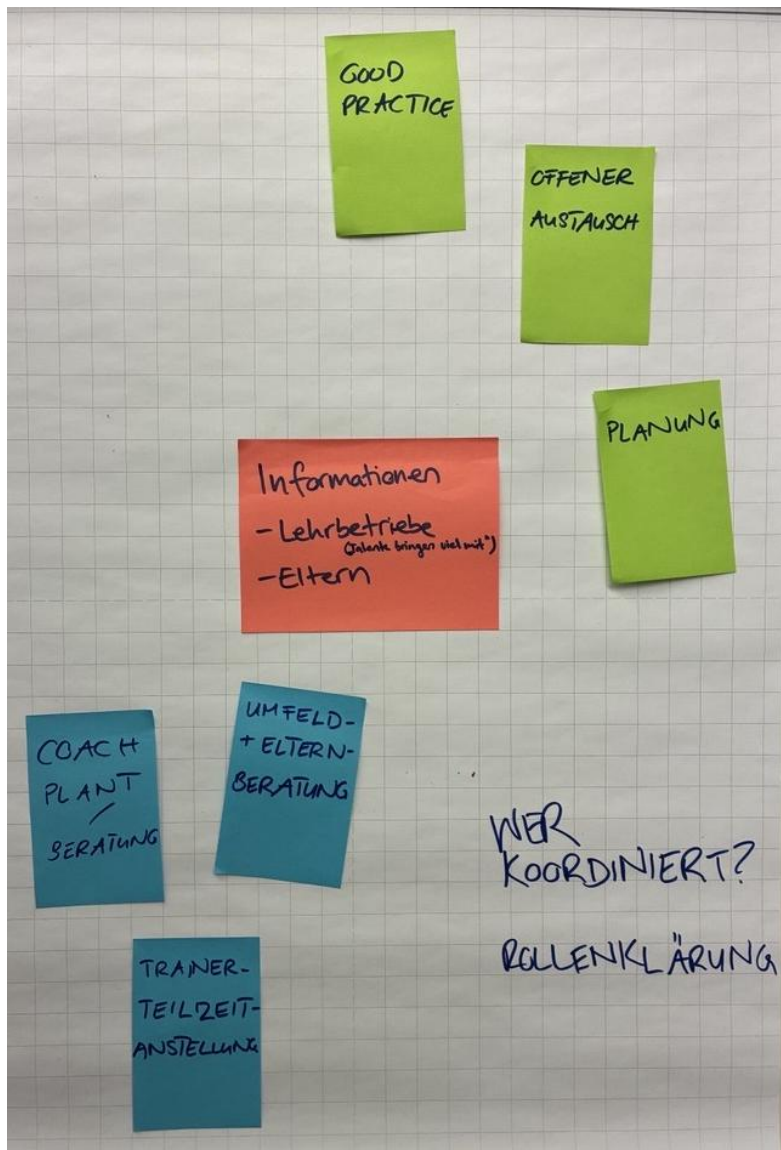 GOOD
PRACTICE
OFFENER
AUSTAUSCH
PLANUNG
Informationen
- Lehrbetriebe
(Talente bringen viel mit")
- Eltern
UMFELD-
+ ELTERN-
BERATUNG
COACH
PLANT
/
BERATUNG
WER
KOORDINIERT?
ROLLENKLÄRUNG
TRAINER-
TEILZEIT-
ANSTELLUNG